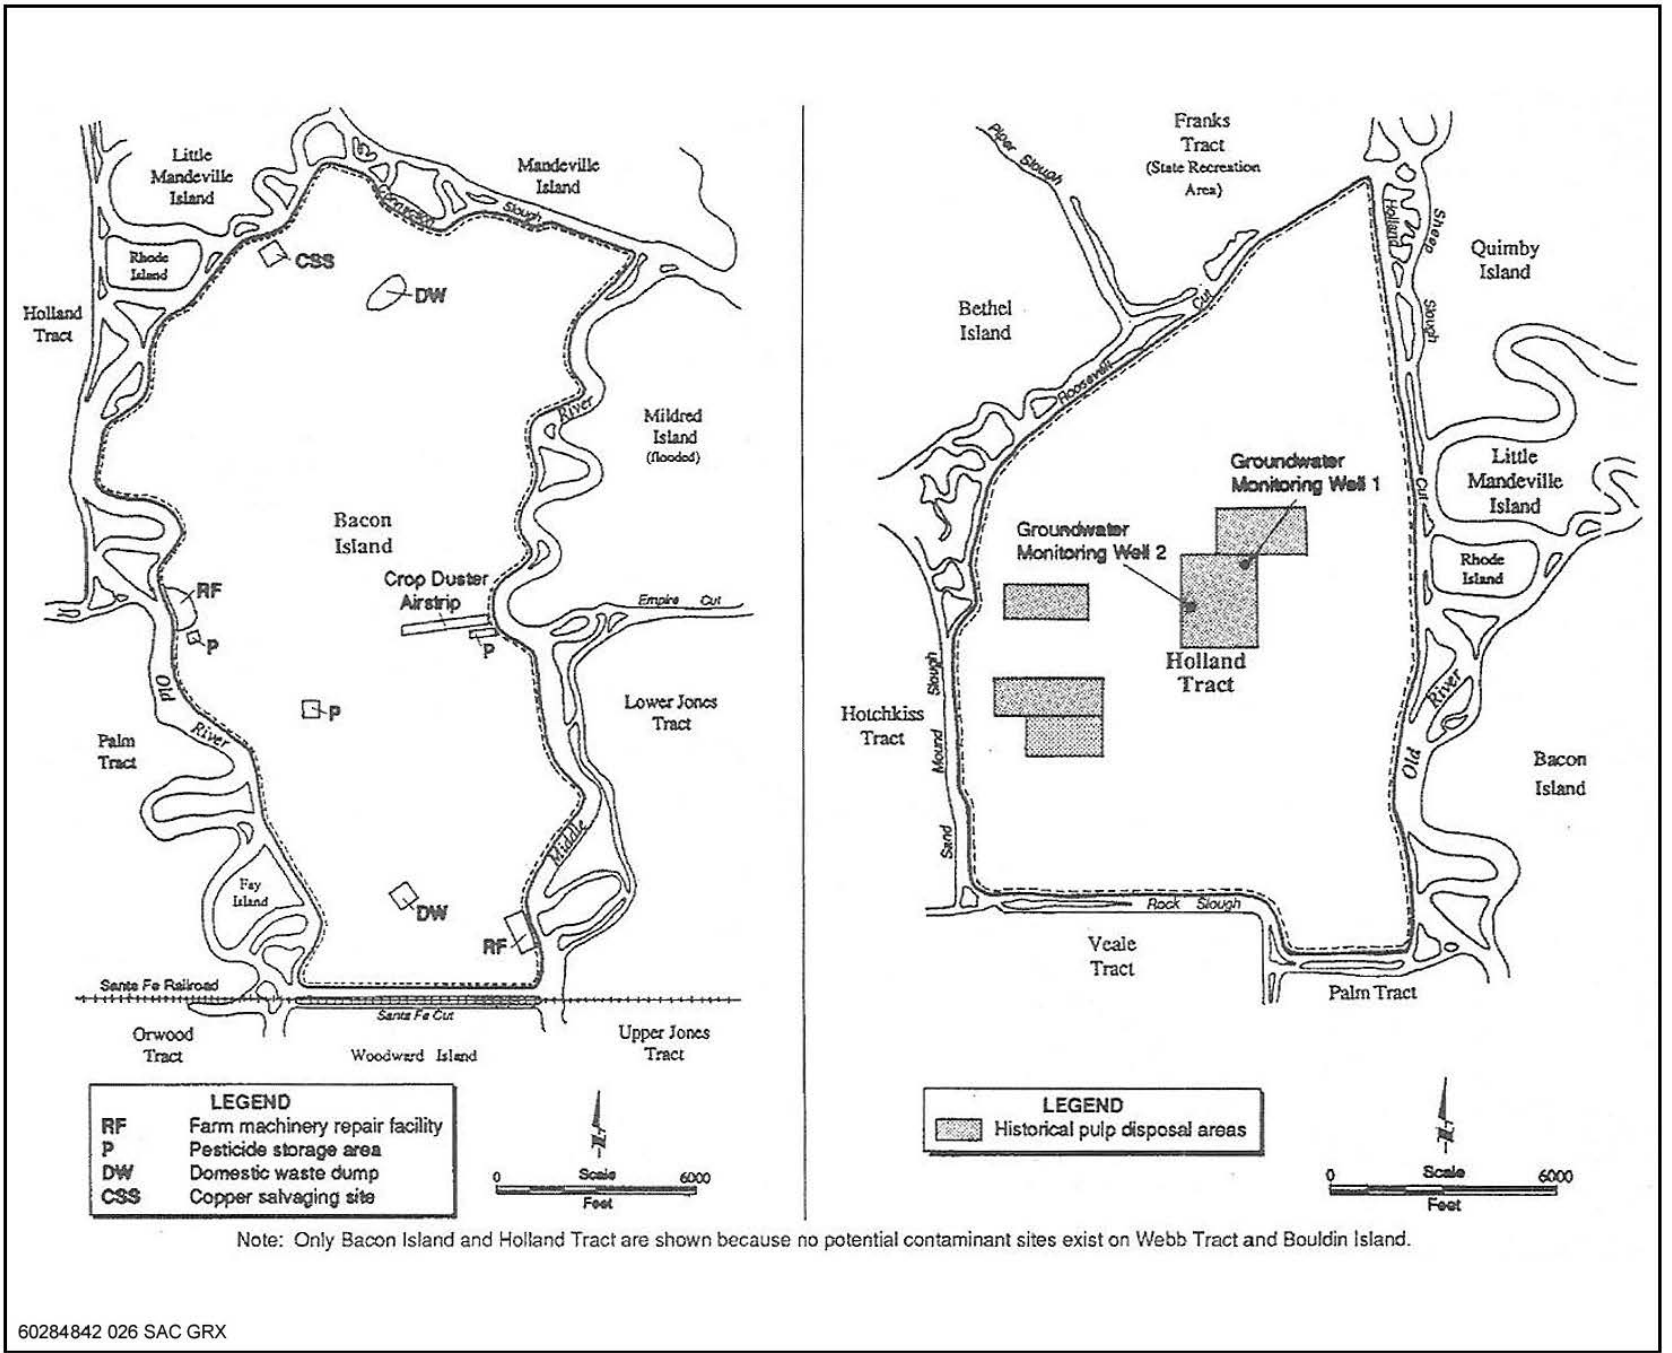 Little
Mandeville
Island
Mandeville
Island
Connection
Slough
Rhode
Island
CSS
DW
Holland
Tract
River
Mildred
Island
(flooded)
Bacon
Island
Crop Duster
Airstrip
RF
P
P
Empire Cut
Old
River
P
Lower Jones
Tract
Palm
Tract
Middle
Fay
Island
DW
RF
Santa Fe Railroad
Santa Fe Cut
Orwood
Tract
Woodward Island
Upper Jones
Tract
LEGEND
RF Farm machinery repair facility
P Pesticide storage area
DW Domestic waste dump
CSS Copper salvaging site
N
0 Scale 6000
Feet
Piper Slough
Franks
Tract
(State Recreation
Area)
Holland
Sheep
Slough
Quimby
Island
Bethel
Island
Roosevelt
Cut
Groundwater
Monitoring Well 1
Groundwater
Monitoring Well 2
Cut
Little
Mandeville
Island
Rhode
Island
Holland
Tract
River
Old
Hotchkiss
Tract
Sand Mound Slough
Bacon
Island
Rock Slough
Veale
Tract
Palm Tract
LEGEND
Historical pulp disposal areas
N
0 Scale 6000
Feet
Note: Only Bacon Island and Holland Tract are shown because no potential contaminant sites exist on Webb Tract and Bouldin Island.
60284842 026 SAC GRX